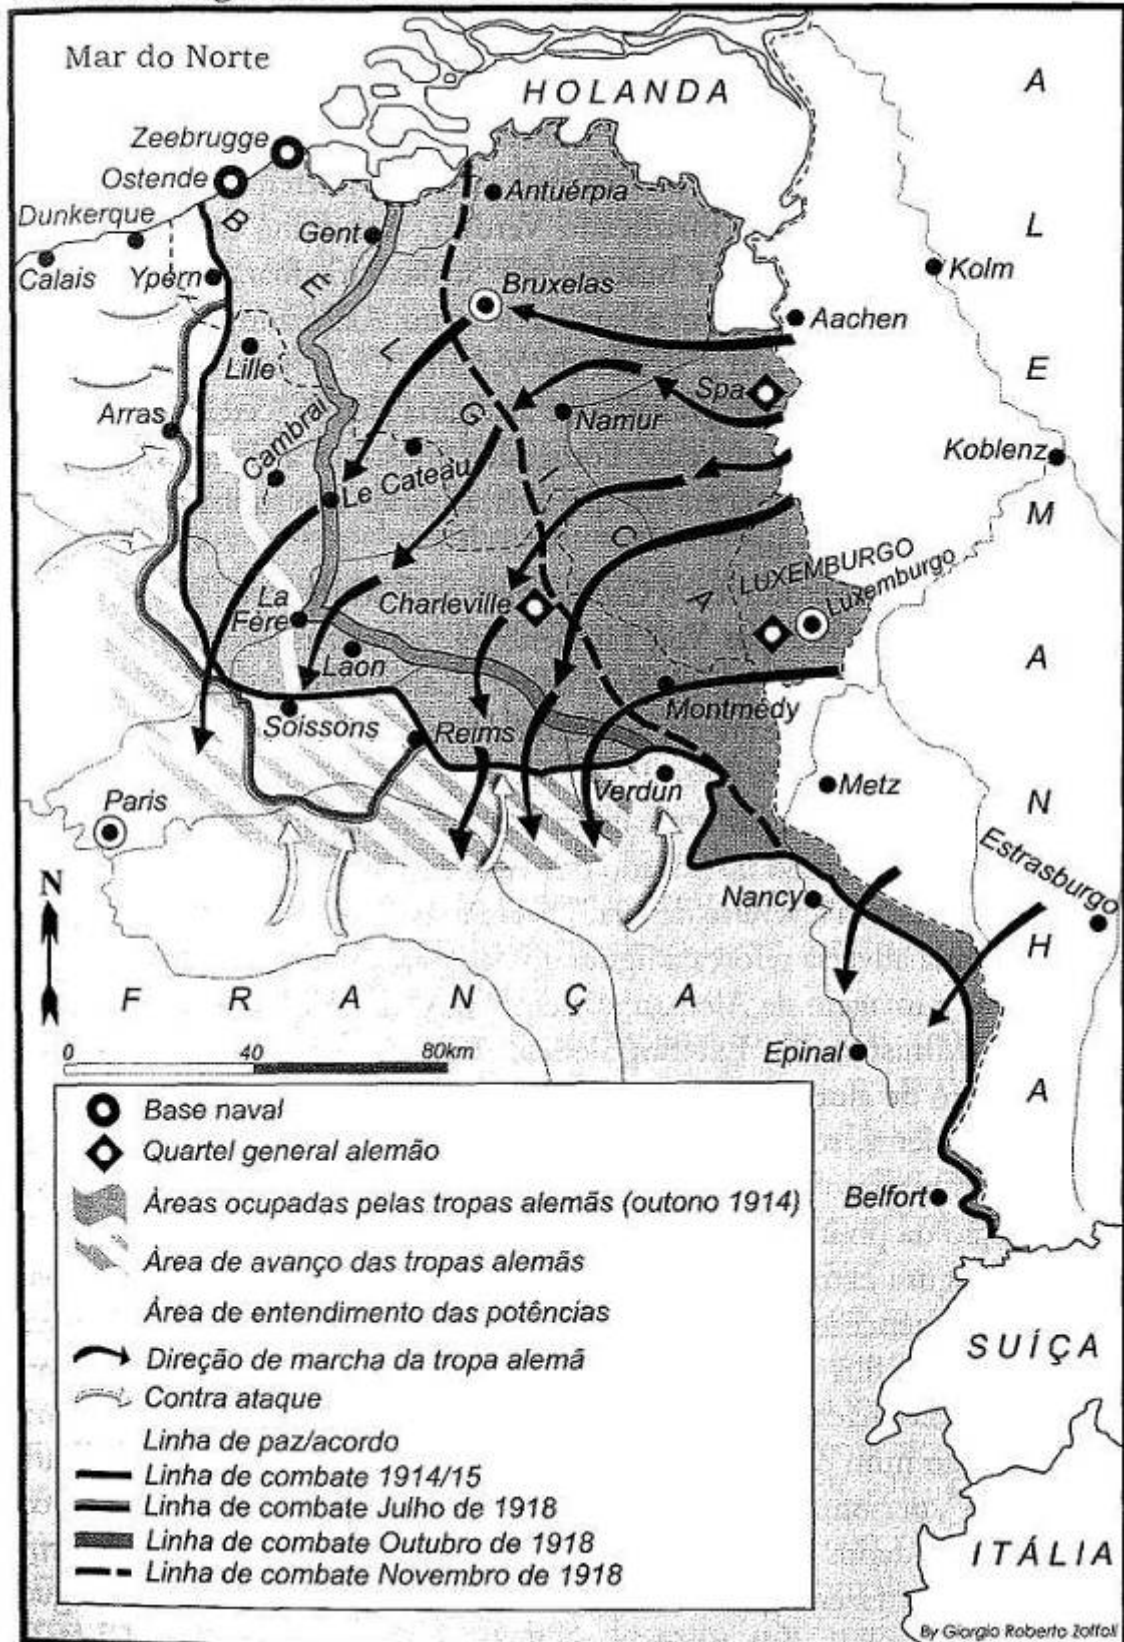 Mar do Norte
HOLANDA
Zeebrugge
Ostende
Dunkerque
Calais
Ypern
Gent
Antuérpia
Bruxelas
BÉLGICA
Lille
Arras
Cambrai
Le Cateau
Namur
Spa
Aachen
Kolm
Koblenz
ALEMANHA
LUXEMBURGO
Luxemburgo
Charleville
La
Fère
Laon
Soissons
Reims
Montmédy
Verdun
Metz
Paris
Nancy
Estrasburgo
N
FRANÇA
Epinal
Belfort
0 40 80km
Base naval
Quartel general alemão
Áreas ocupadas pelas tropas alemãs (outono 1914)
Área de avanço das tropas alemãs
Área de entendimento das potências
Direção de marcha da tropa alemã
Contra ataque
Linha de paz/acordo
Linha de combate 1914/15
Linha de combate Julho de 1918
Linha de combate Outubro de 1918
Linha de combate Novembro de 1918
SUÍÇA
ITÁLIA
By Giorgio Roberto Zoffoli